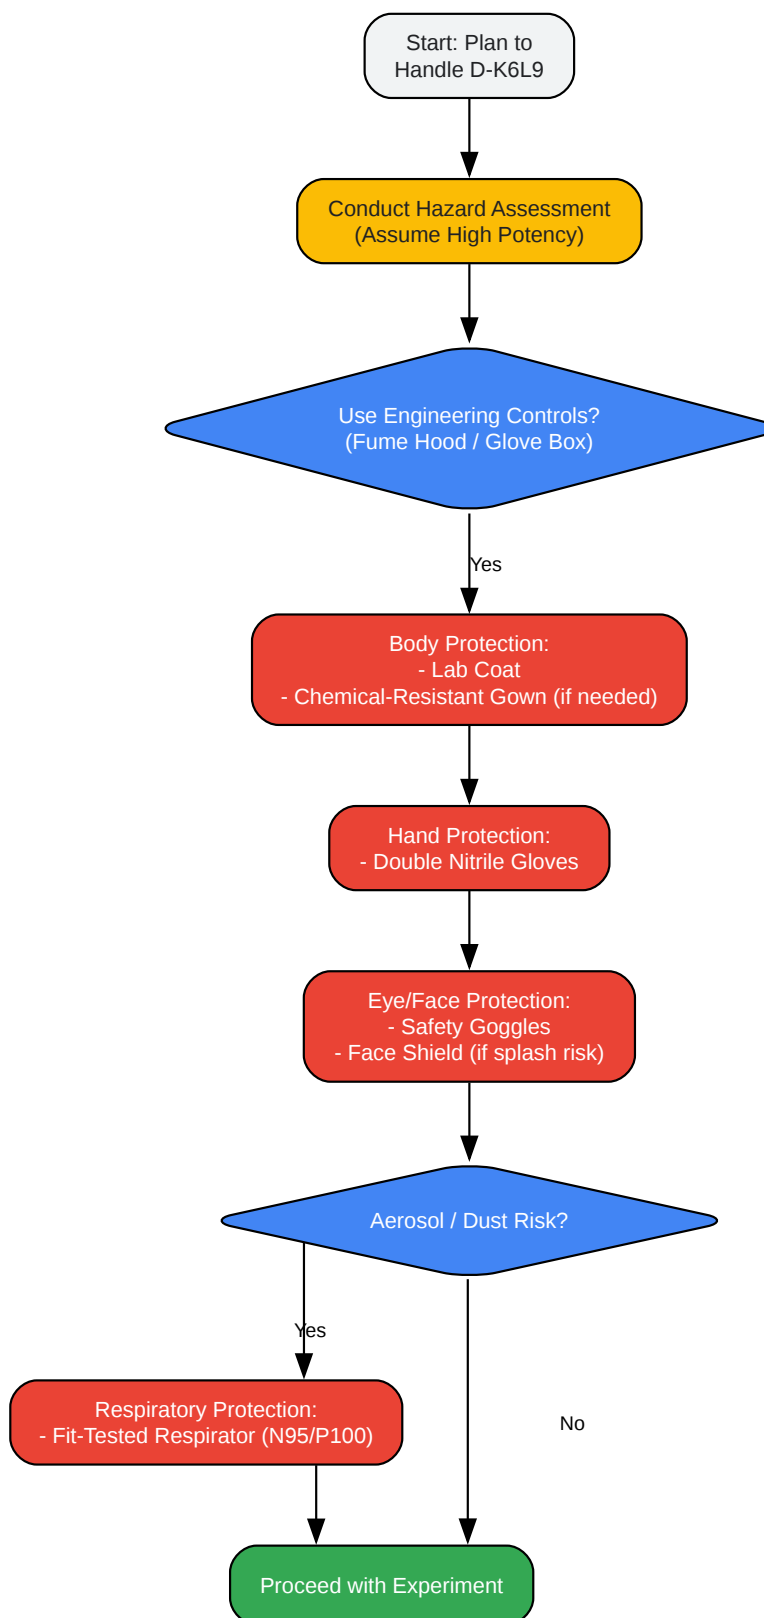 Start: Plan to
Handle D-K6L9
Conduct Hazard Assessment
(Assume High Potency)
Use Engineering Controls?
(Fume Hood / Glove Box)
Yes
Body Protection:
- Lab Coat
- Chemical-Resistant Gown (if needed)
Hand Protection:
- Double Nitrile Gloves
Eye/Face Protection:
- Safety Goggles
- Face Shield (if splash risk)
Aerosol / Dust Risk?
Yes
Respiratory Protection:
- Fit-Tested Respirator (N95/P100)
No
Proceed with Experiment